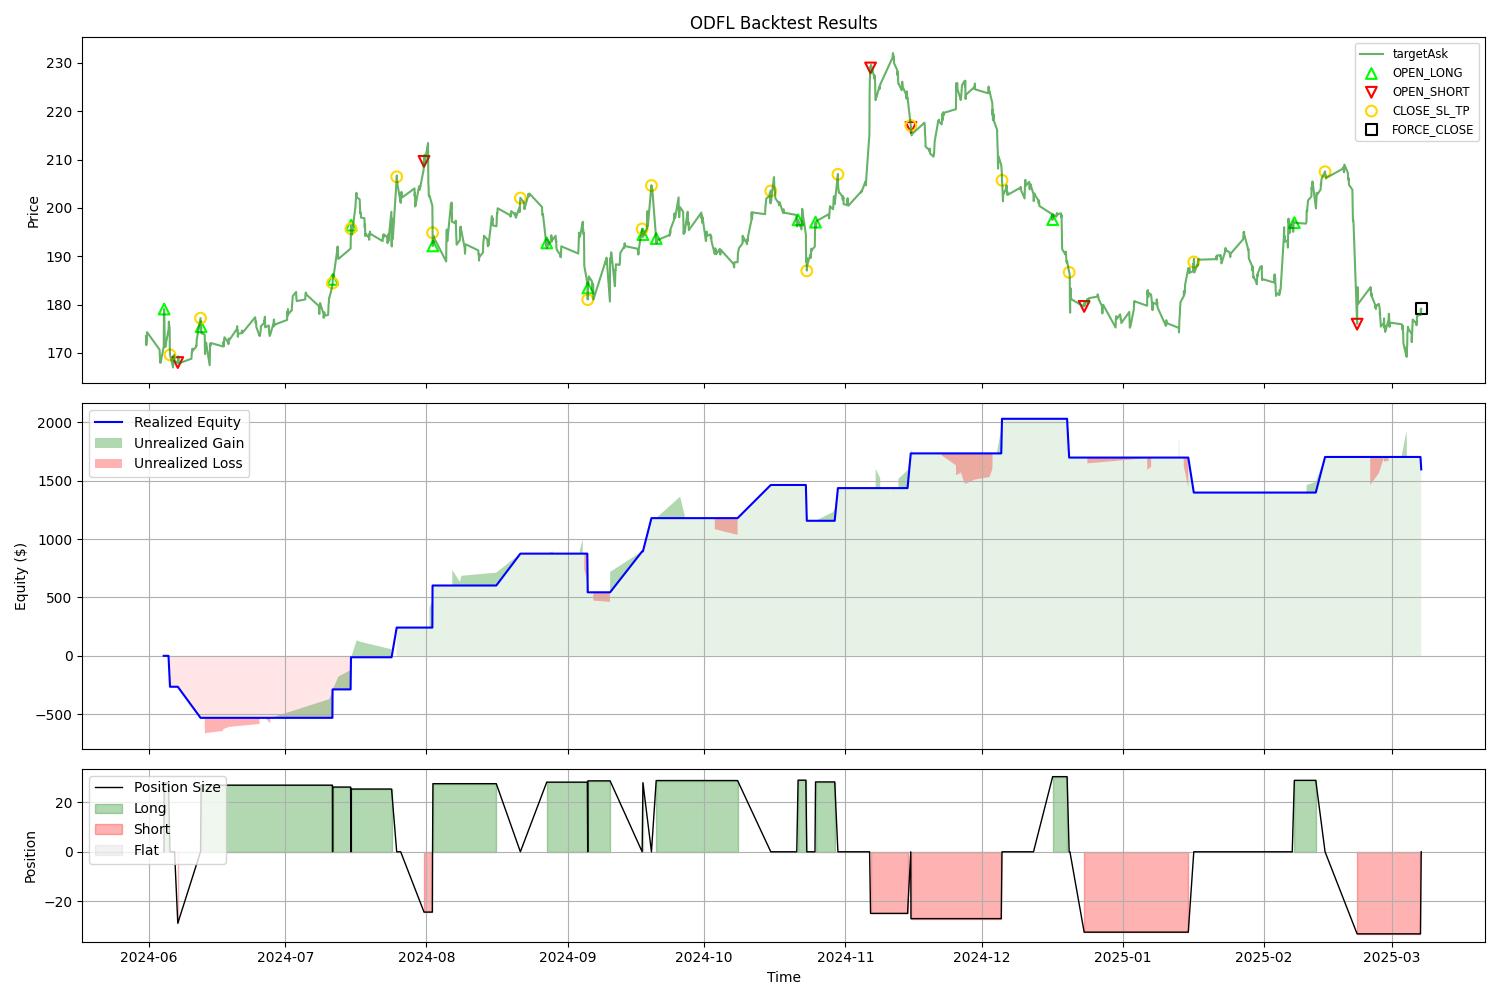 ODFL Backtest Results
Price
230
220
210
200
190
180
170
targetAsk
OPEN_LONG
OPEN_SHORT
CLOSE_SL_TP
FORCE_CLOSE
Equity ($)
2000
1500
1000
500
0
−500
Realized Equity
Unrealized Gain
Unrealized Loss
Position
20
0
−20
Position Size
Long
Short
Flat
2024-06 2024-07 2024-08 2024-09 2024-10 2024-11 2024-12 2025-01 2025-02 2025-03
Time